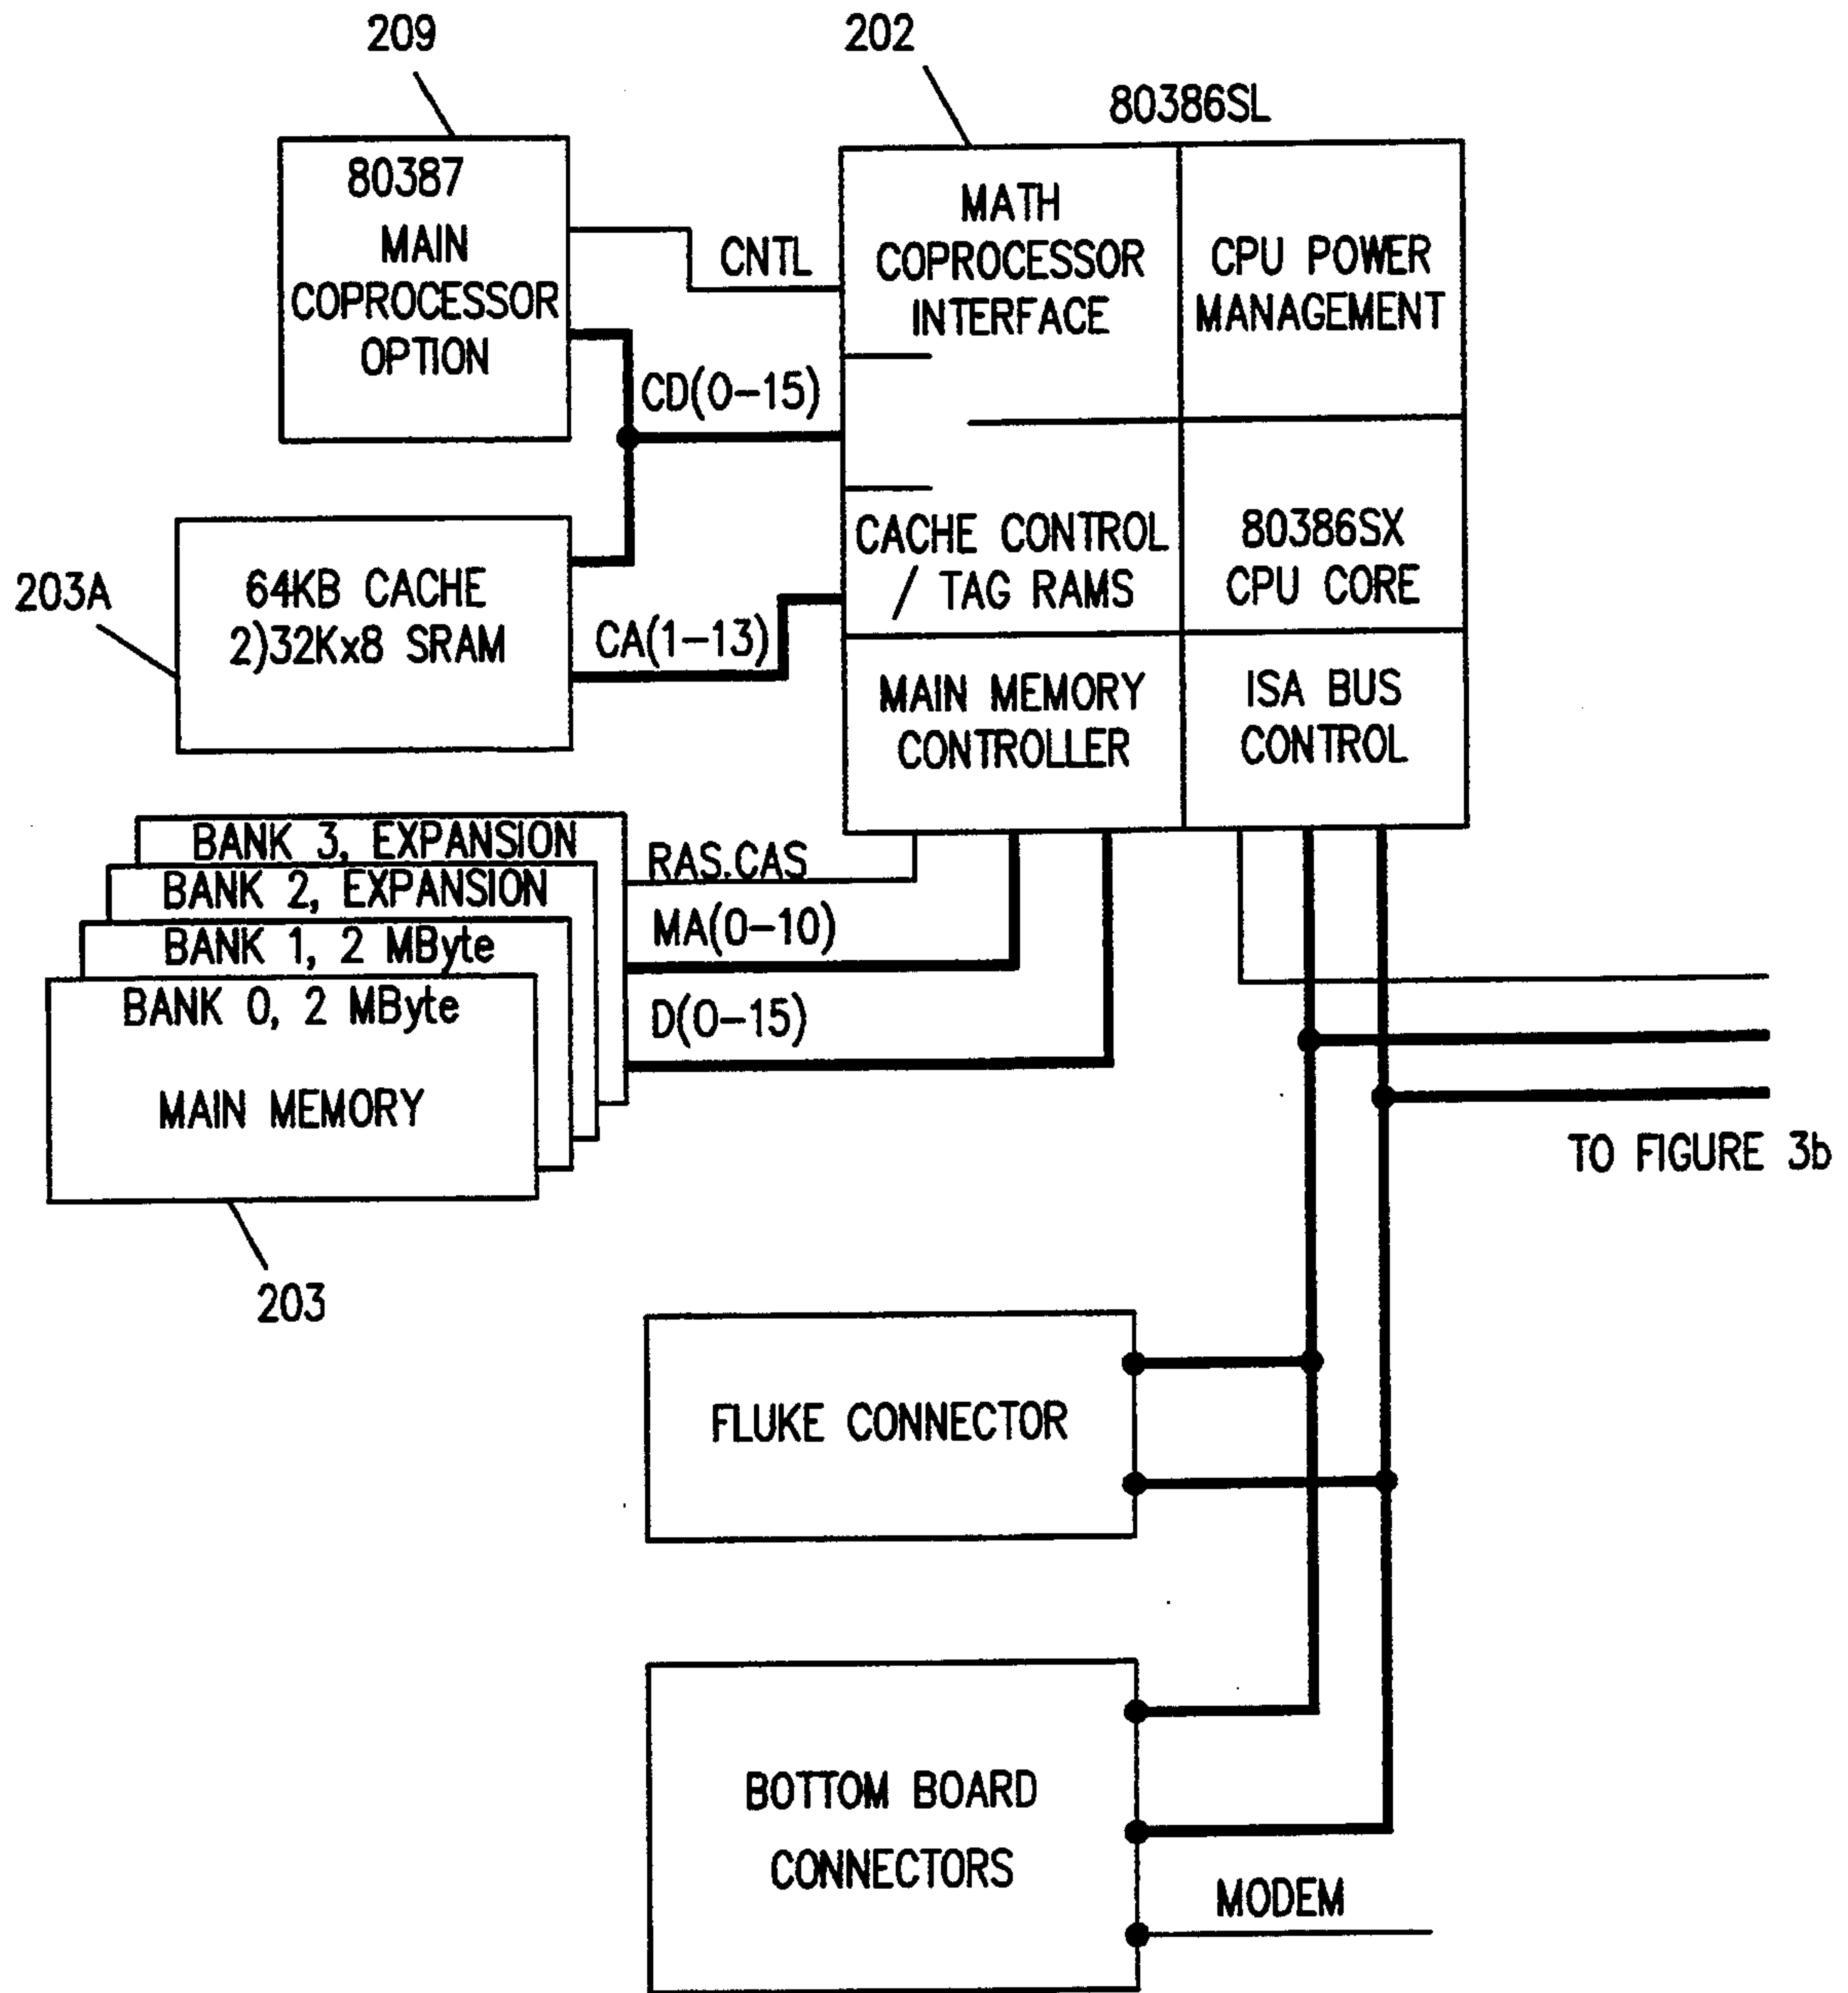 209
202
80386SL
80387
MAIN
COPROCESSOR
OPTION
CNTL
MATH
COPROCESSOR
INTERFACE
CPU POWER
MANAGEMENT
CD(0-15)
203A
64KB CACHE
2)32Kx8 SRAM
CA(1-13)
CACHE CONTROL
/ TAG RAMS
80386SX
CPU CORE
MAIN MEMORY
CONTROLLER
ISA BUS
CONTROL
BANK 3, EXPANSION
BANK 2, EXPANSION
BANK 1, 2 MByte
BANK 0, 2 MByte
MAIN MEMORY
RAS.CAS
MA(0-10)
D(0-15)
203
TO FIGURE 3b
FLUKE CONNECTOR
BOTTOM BOARD
CONNECTORS
MODEM